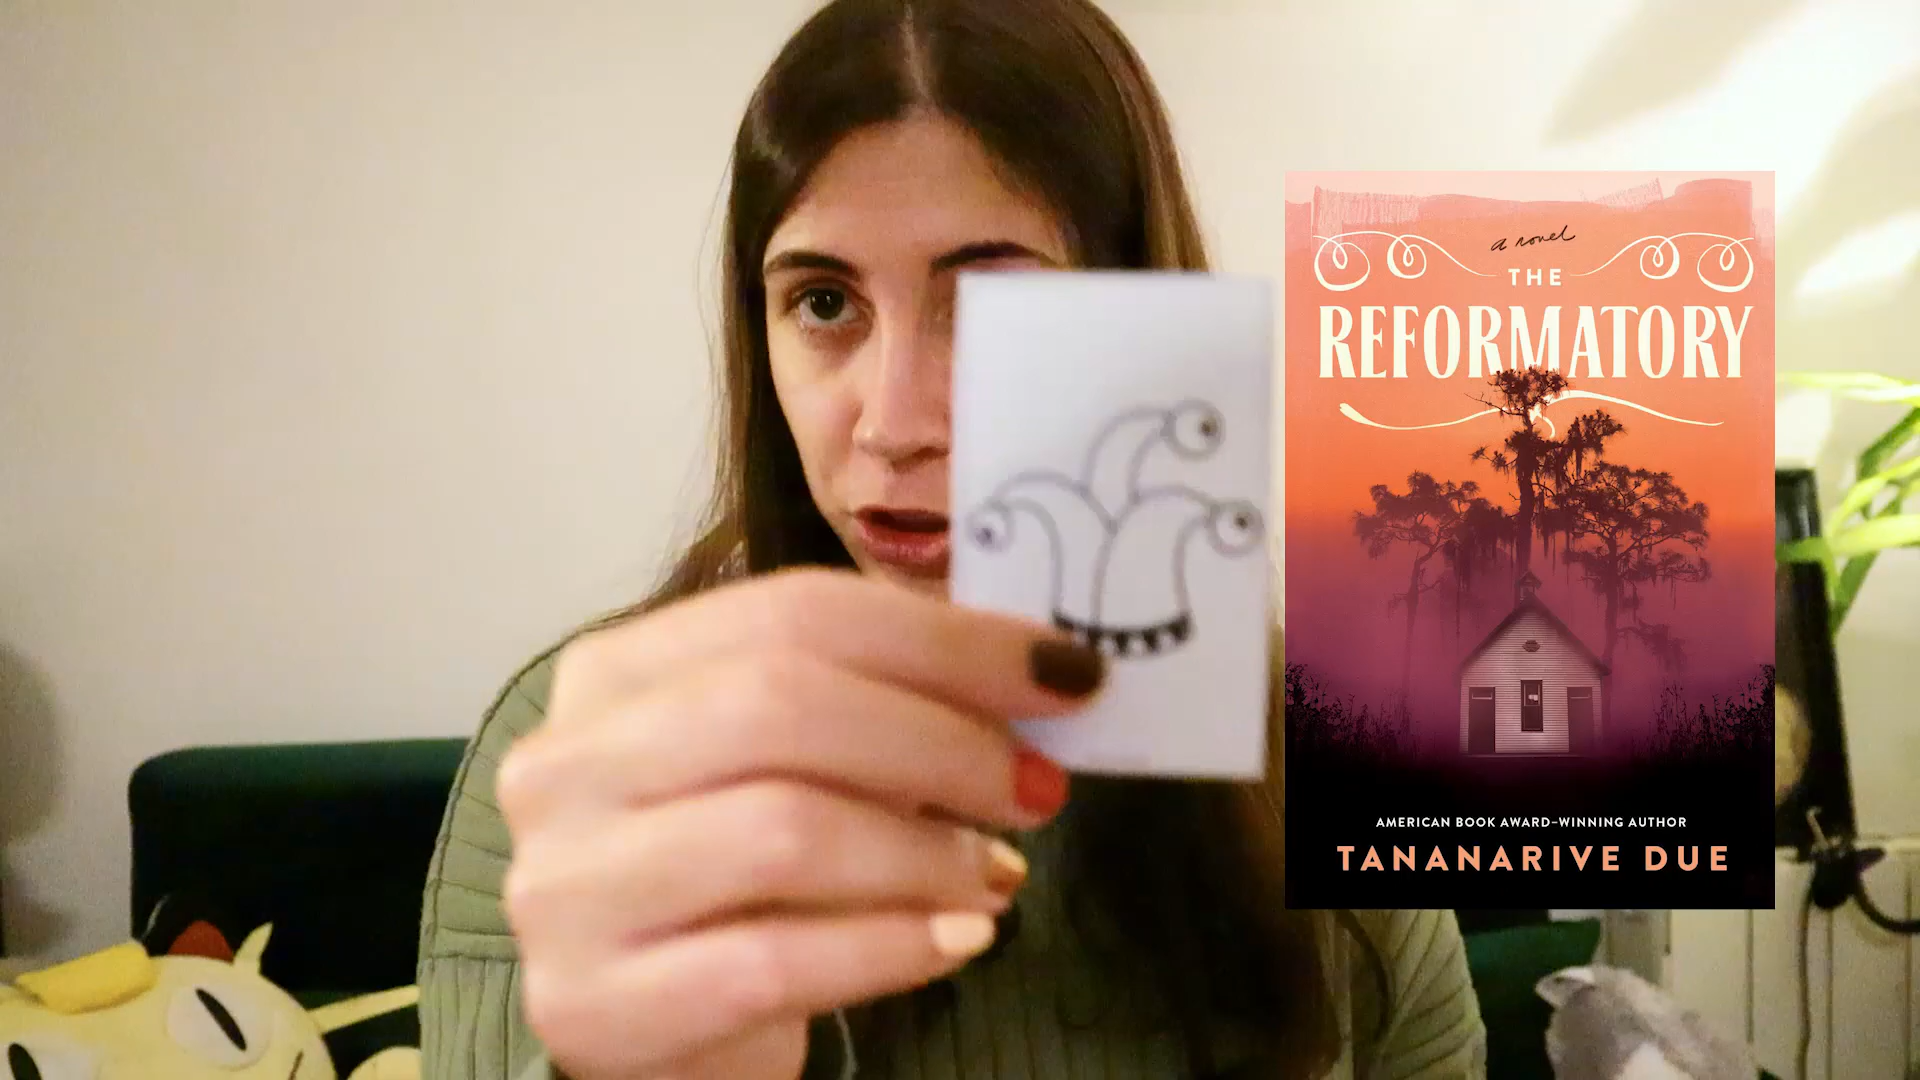 a novel
THE
REFORMATORY
AMERICAN BOOK AWARD-WINNING AUTHOR
TANANARIVE DUE